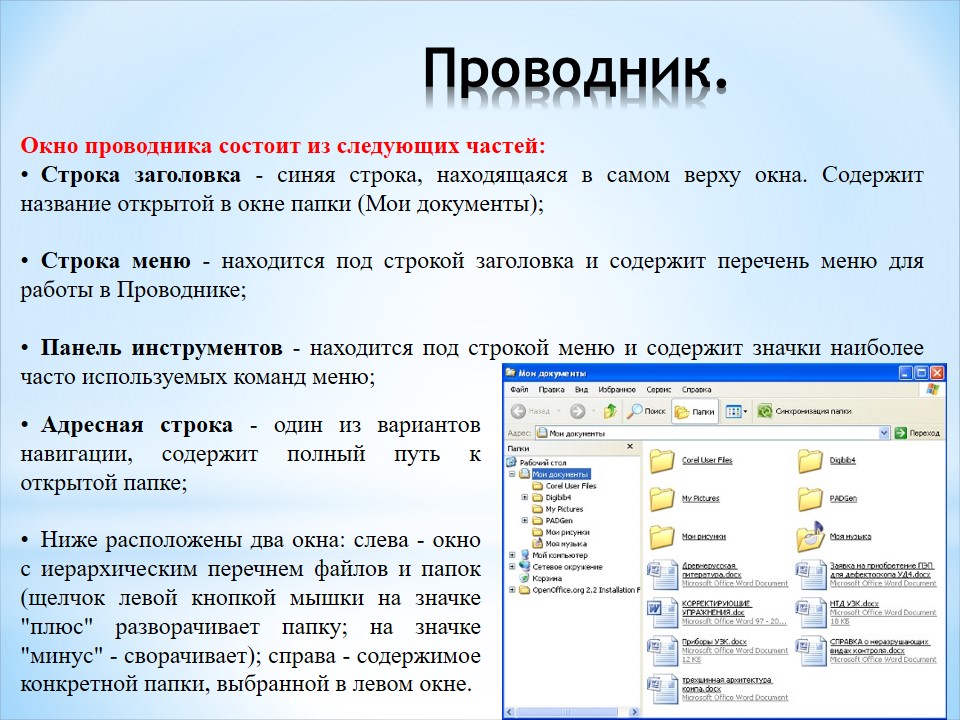 Проводник.
Окно проводника состоит из следующих частей:
• Строка заголовка - синяя строка, находящаяся в самом верху окна. Содержит
название открытой в окне папки (Мои документы);
• Строка меню - находится под строкой заголовка и содержит перечень меню для
работы в Проводнике;
• Панель инструментов - находится под строкой меню и содержит значки наиболее
часто используемых команд меню;
• Адресная строка - один из вариантов
навигации, содержит полный путь к
открытой папке;
• Ниже расположены два окна: слева - окно
с иерархическим перечнем файлов и папок
(щелчок левой кнопкой мышки на значке
"плюс" разворачивает папку; на значке
"минус" - сворачивает); справа - содержимое
конкретной папки, выбранной в левом окне.
Мои документы
Файл Правка Вид Избранное Сервис Справка
Назад Поиск Папки Синхронизация папки
Адрес: Мои документы Переход
Папки
Рабочий стол
Мои документы
Corel User Files
Digibib4
My Pictures
PADGen
Мои рисунки
Моя музыка
Мой компьютер
Сетевое окружение
Корзина
OpenOffice.org 2.2 Installation F
Corel User Files
Digibib4
My Pictures
PADGen
Мои рисунки
Моя музыка
Древнерусская
литература.docx
Microsoft Office Word Document
Заявка на приобретение ПЭП
для дефектоскопа УД4.docx
Microsoft Office Word Document
КОРРЕКТИРУЮЩИЕ
УПРАЖНЕНИЯ.doc
Microsoft Office Word 97 - 20...
НТД УЗК.docx
Microsoft Office Word Document
18 КБ
Приборы УЗК.docx
Microsoft Office Word Document
12 КБ
СПРАВКА о неразрушающих
видах контроля.docx
Microsoft Office Word Document
трехшинная архитектура
компа.docx
Microsoft Office Word Document